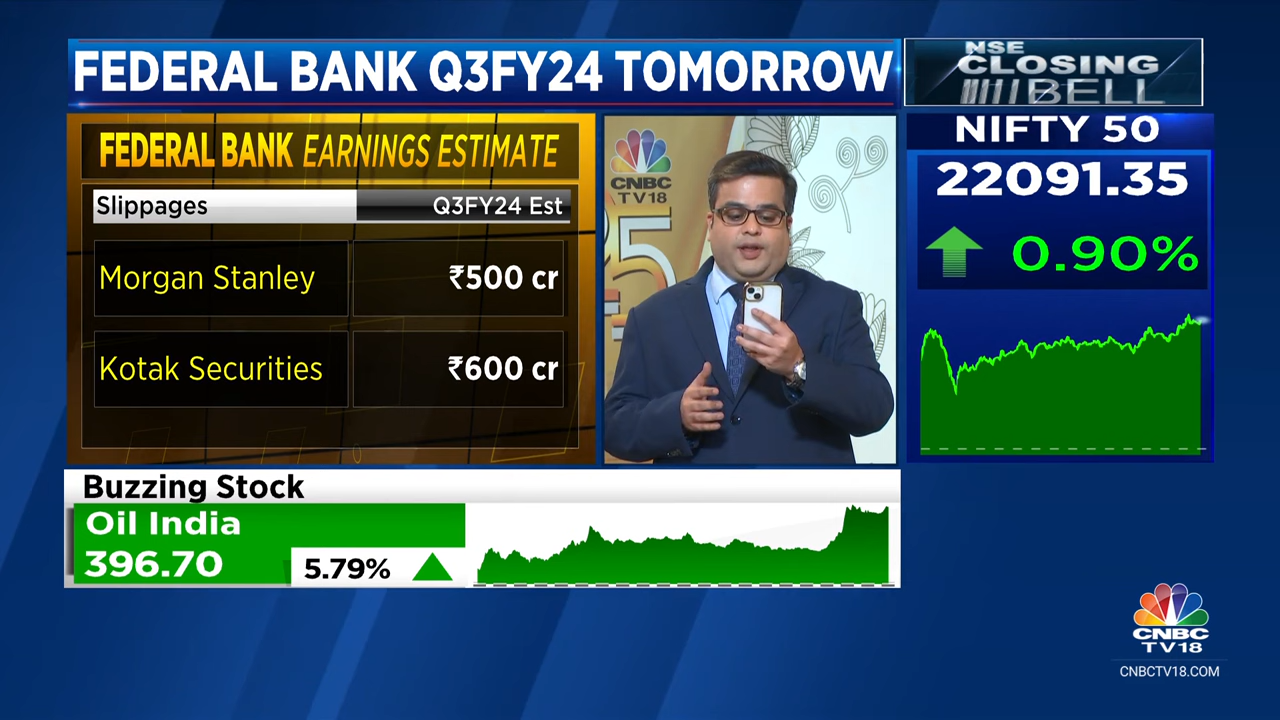 FEDERAL BANK Q3FY24 TOMORROW
NSE
CLOSING
BELL
FEDERAL BANK EARNINGS ESTIMATE
Slippages Q3FY24 Est
Morgan Stanley ₹500 cr
Kotak Securities ₹600 cr
CNBC
TV18
25
NIFTY 50
22091.35
0.90%
Buzzing Stock
Oil India
396.70 5.79%
CNBC
TV18
CNBCTV18.COM